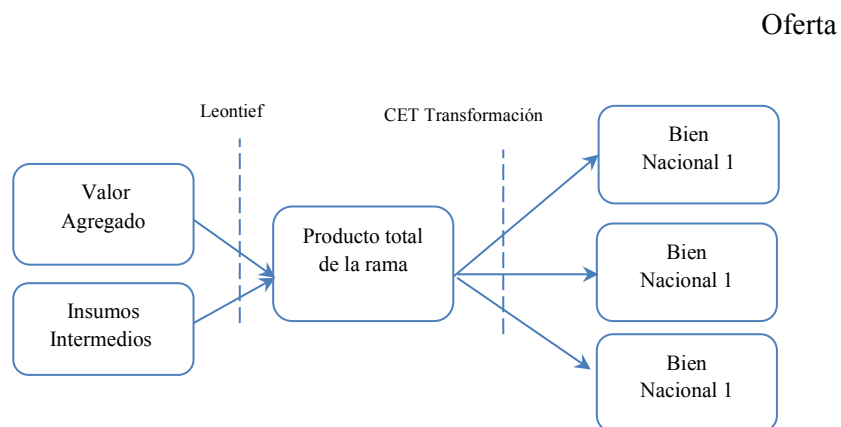 Oferta
Leontief
CET Transformación
Valor
Agregado
Insumos
Intermedios
Producto total
de la rama
Bien
Nacional 1
Bien
Nacional 1
Bien
Nacional 1